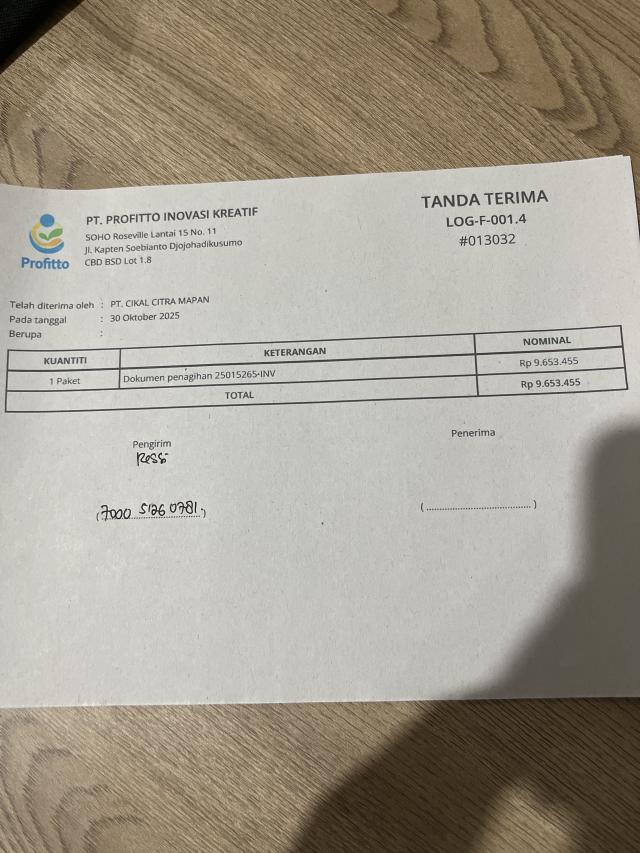 PT. PROFITTO INOVASI KREATIF
SOHO Roseville Lantai 15 No. 11
Jl. Kapten Soebianto Djojohadikusumo
CBD BSD Lot 1.8
Profitto
TANDA TERIMA
LOG-F-001.4
#013032
Telah diterima oleh : PT. CIKAL CITRA MAPAN
Pada tanggal : 30 Oktober 2025
Berupa :
KUANTITI KETERANGAN NOMINAL
1 Paket Dokumen penagihan 25015265-INV Rp 9.653.455
TOTAL Rp 9.653.455
Pengirim Penerima
Ressi
(7000 5126 0781) (....................................)